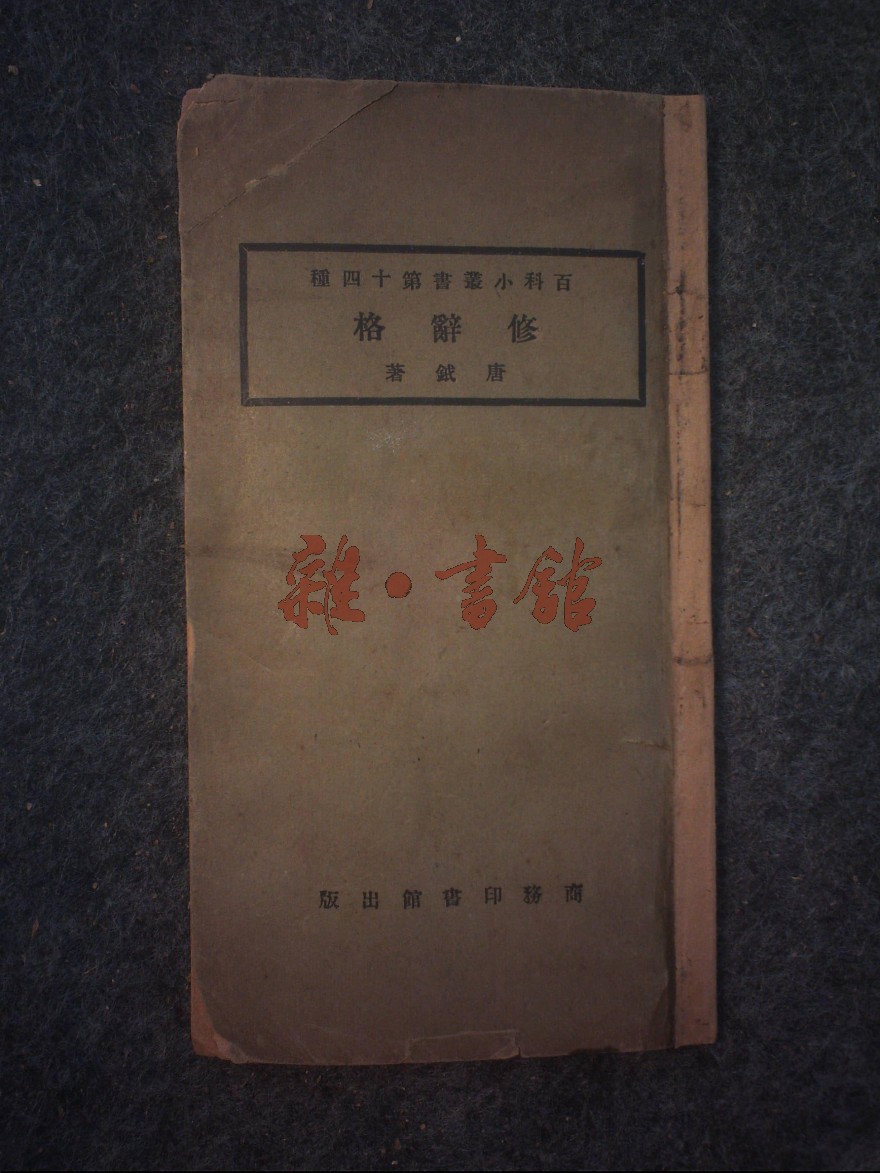 百科小叢書第十四種
修辭格
唐鉞著
雜·書館
商務印書館出版